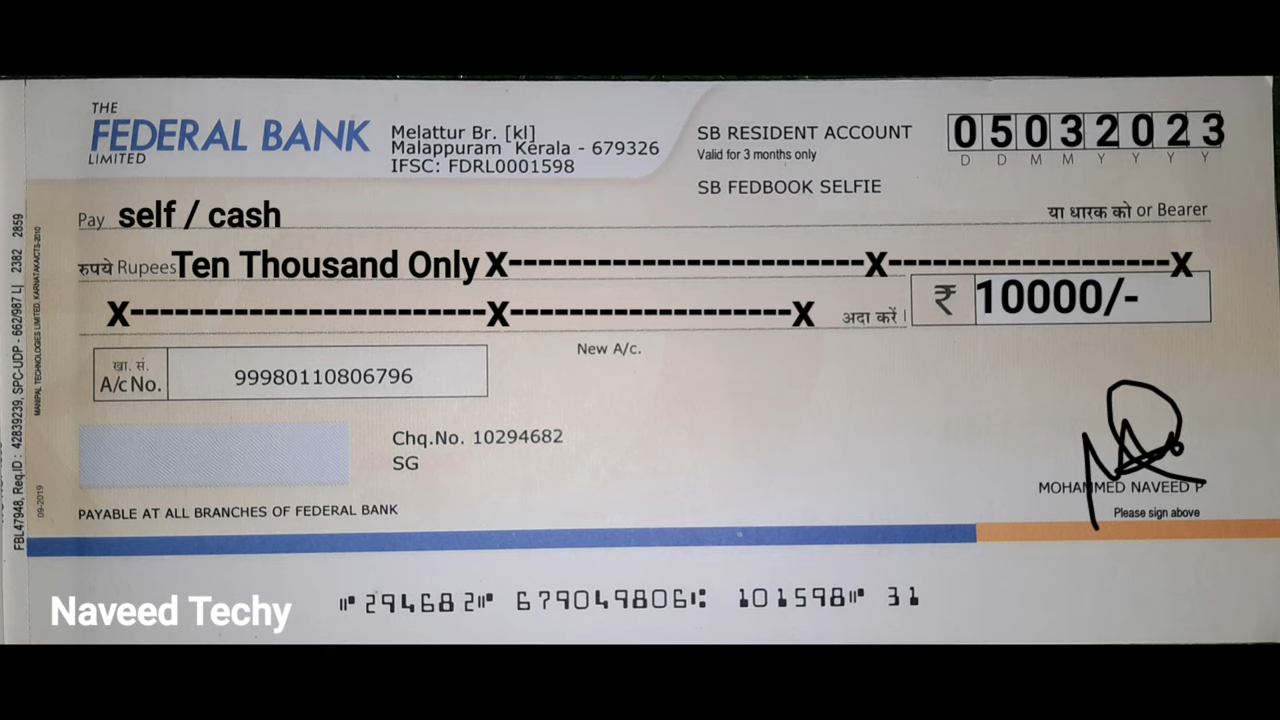 THE
FEDERAL BANK
LIMITED
Melattur Br. [kl]
Malappuram Kerala - 679326
IFSC: FDRL0001598
SB RESIDENT ACCOUNT
Valid for 3 months only
SB FEDBOOK SELFIE
05032023
D D M M Y Y Y Y
Pay self / cash
या धारक को or Bearer
रुपये Rupees Ten Thousand Only X------------------------X-------------------X
X------------------------X-------------------X अदा करें।
₹ 10000/-
खा. सं.
A/c No. 99980110806796
New A/c.
Chq.No. 10294682
SG
MOHAMMED NAVEED P
Please sign above
PAYABLE AT ALL BRANCHES OF FEDERAL BANK
⑈294682⑈ 679049806⑆ 101598⑈ 31
Naveed Techy
FBL47948, Req.ID : 42839239, SPC-UDP - 662/987 L| 2382 2859
MANIPAL TECHNOLOGIES LIMITED, KARNATAKA/CTS-2010
09-2019